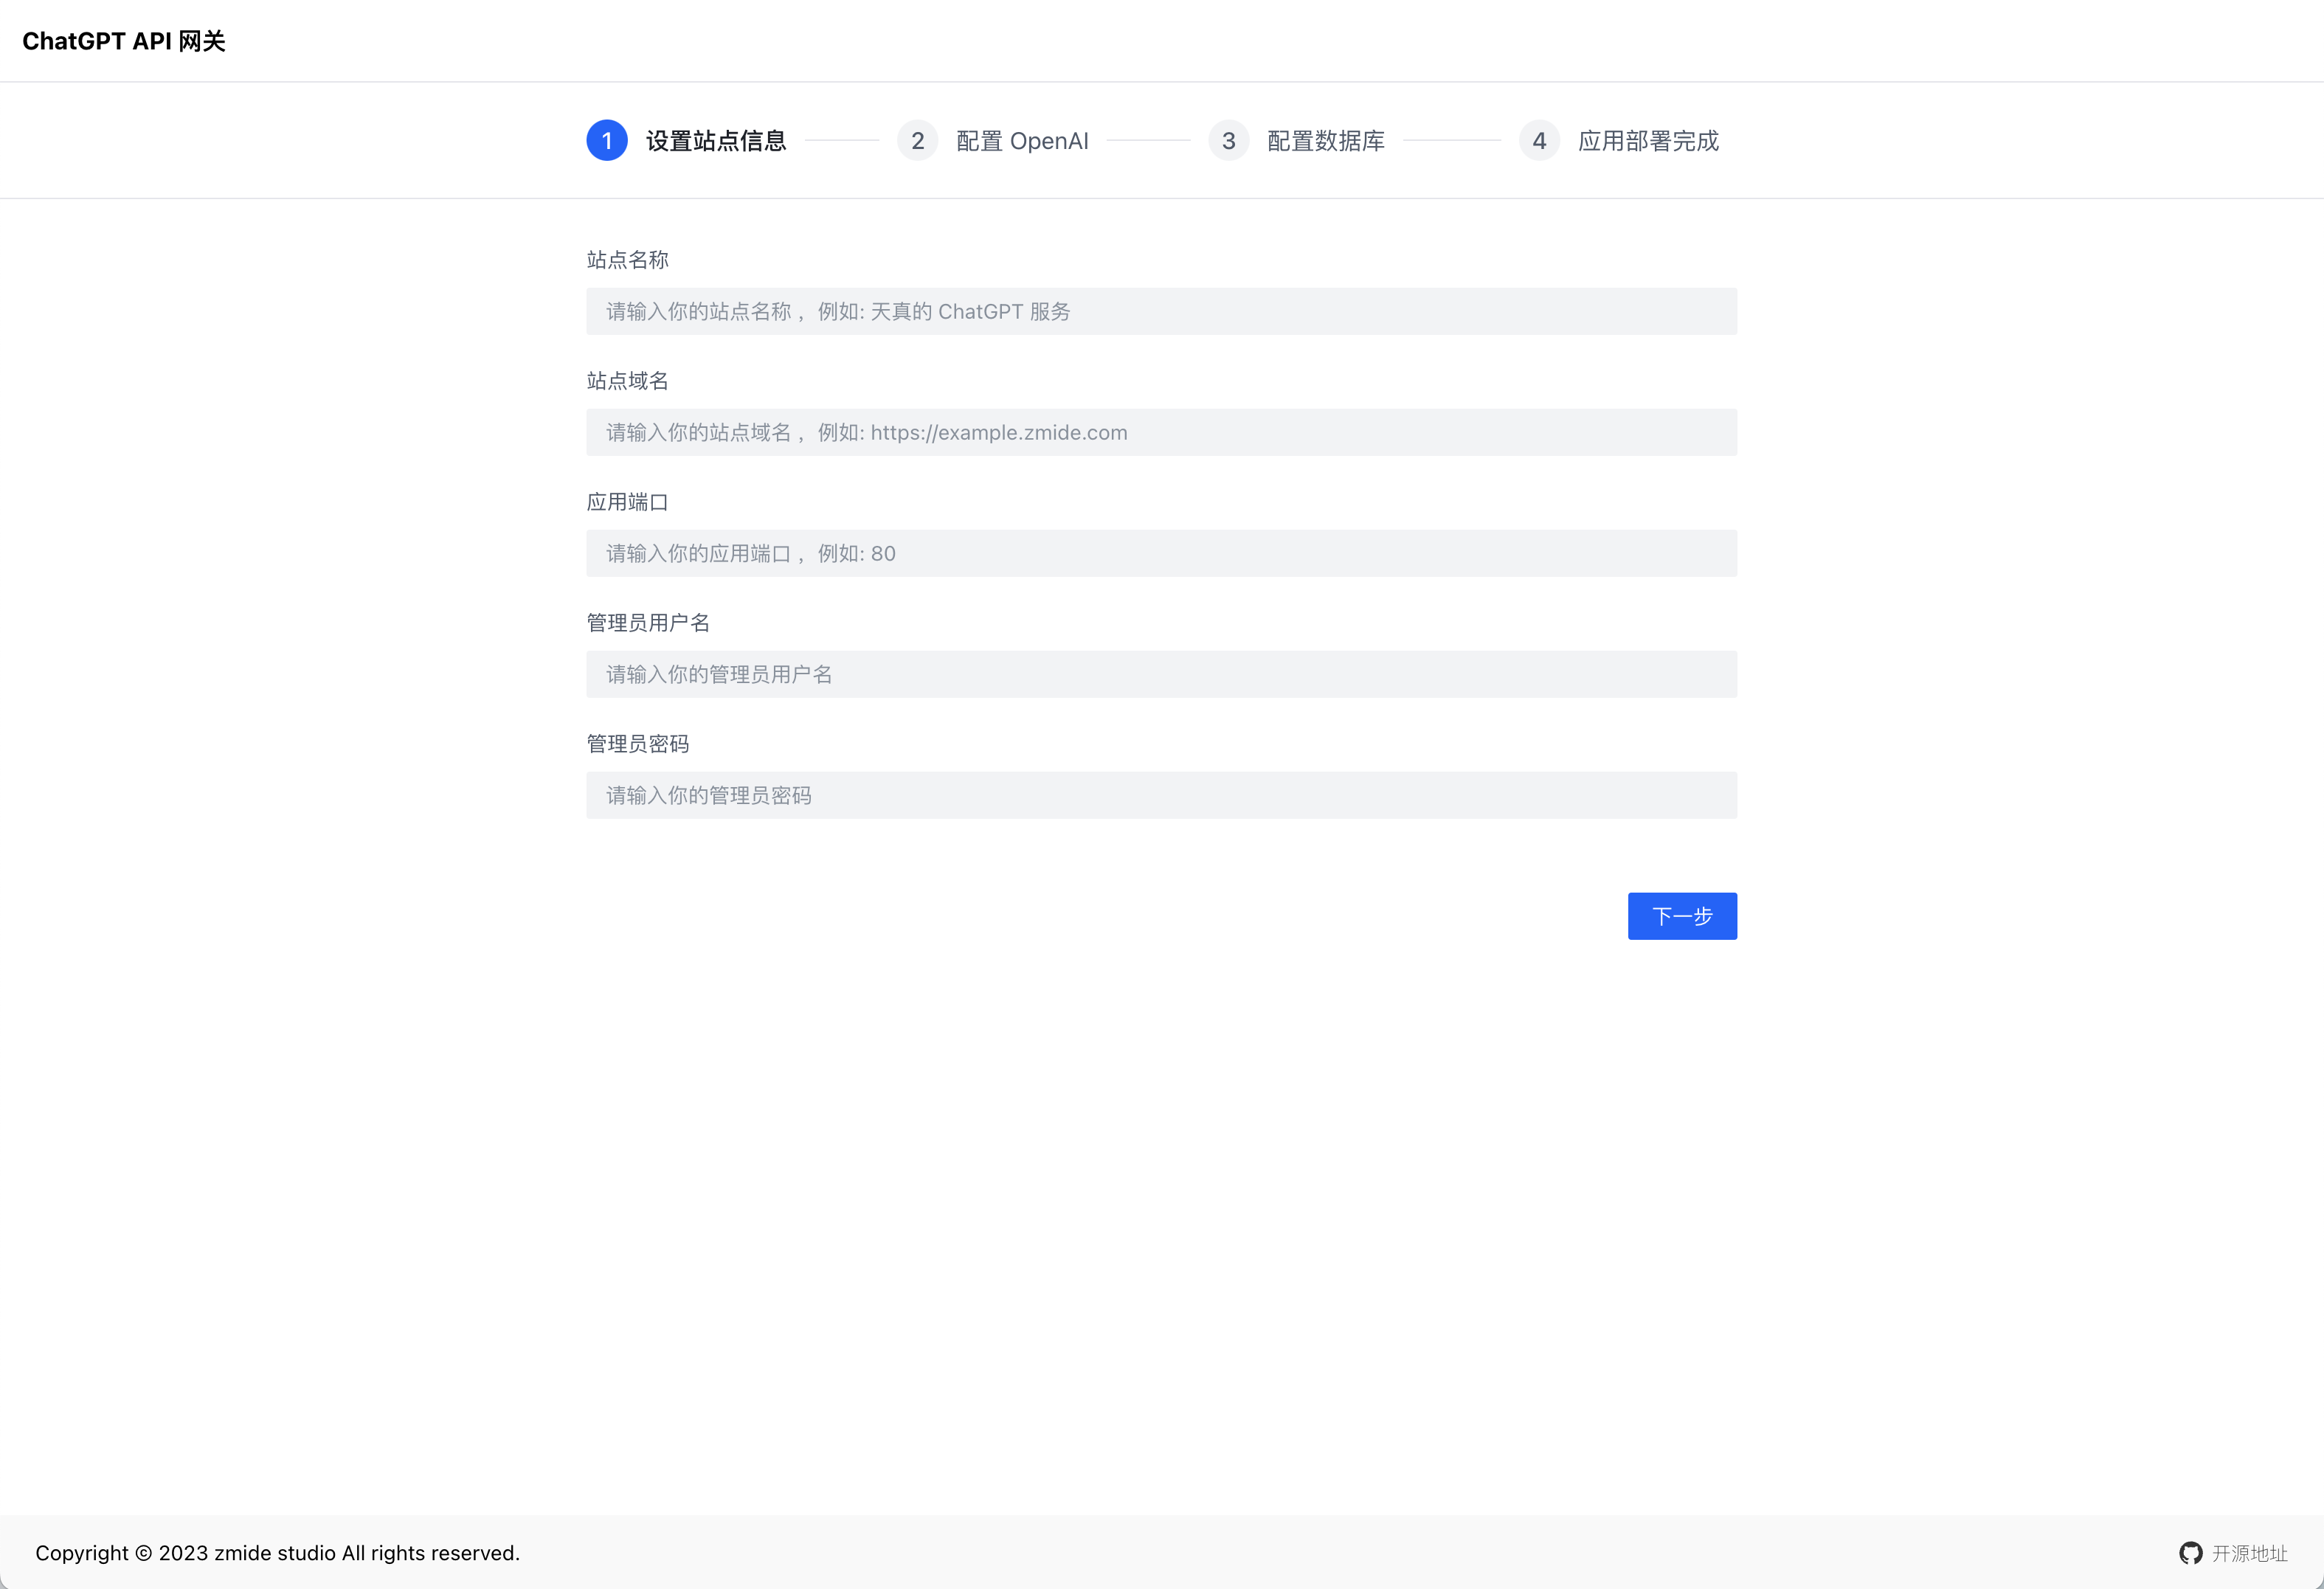 ChatGPT API 网关
1 设置站点信息 2 配置 OpenAI 3 配置数据库 4 应用部署完成
站点名称
请输入你的站点名称 ，例如: 天真的 ChatGPT 服务
站点域名
请输入你的站点域名 ，例如: https://example.zmide.com
应用端口
请输入你的应用端口 ，例如: 80
管理员用户名
请输入你的管理员用户名
管理员密码
请输入你的管理员密码
下一步
Copyright © 2023 zmide studio All rights reserved. 开源地址